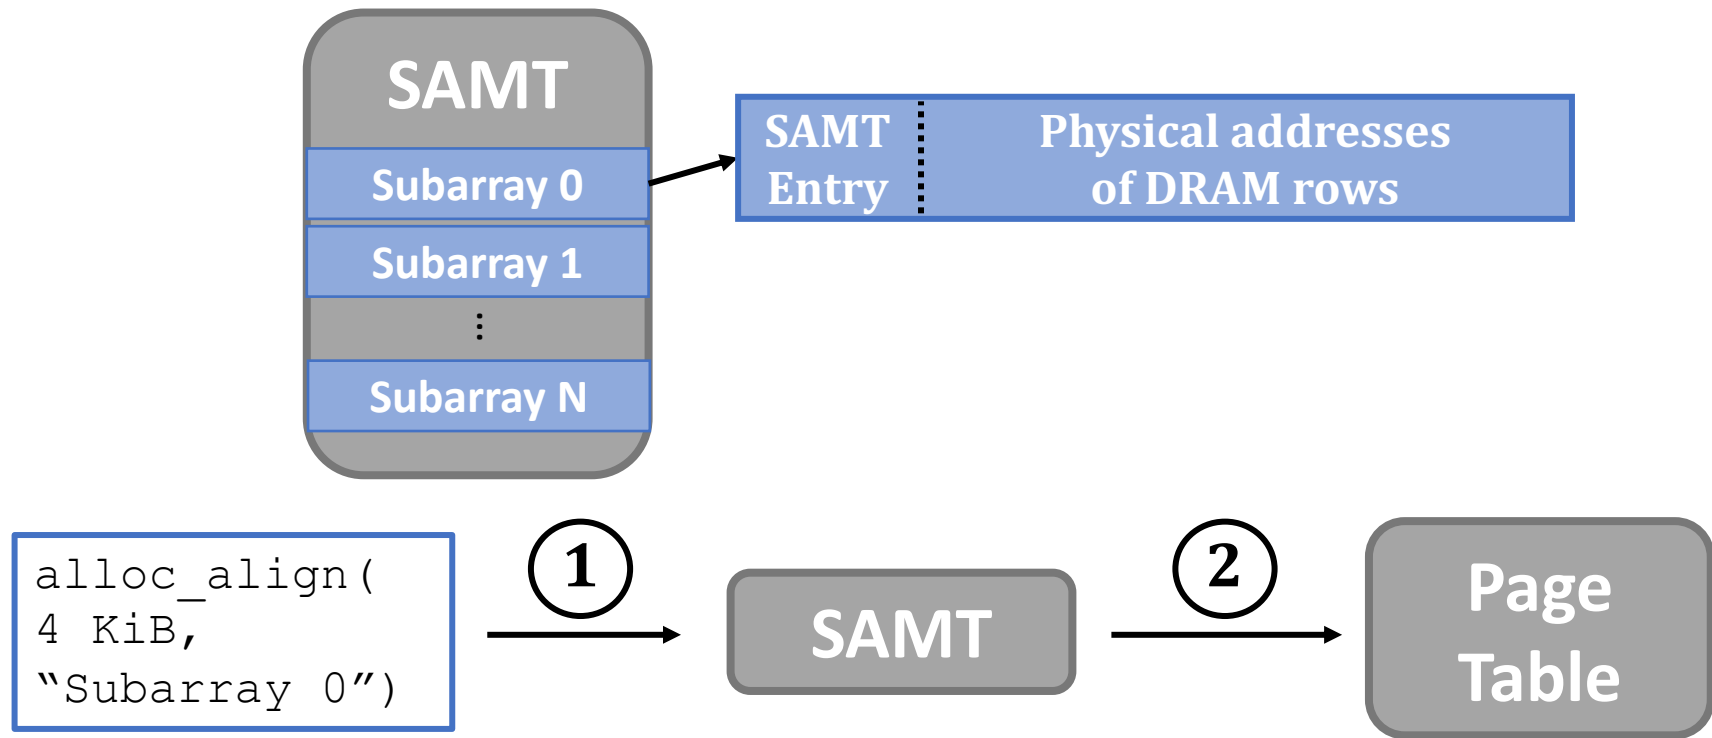 SAMT
Subarray 0
Subarray 1
...
Subarray N
SAMT
Entry
Physical addresses
of DRAM rows
alloc_align(
4 KiB,
“Subarray 0”)
1
SAMT
2
Page
Table